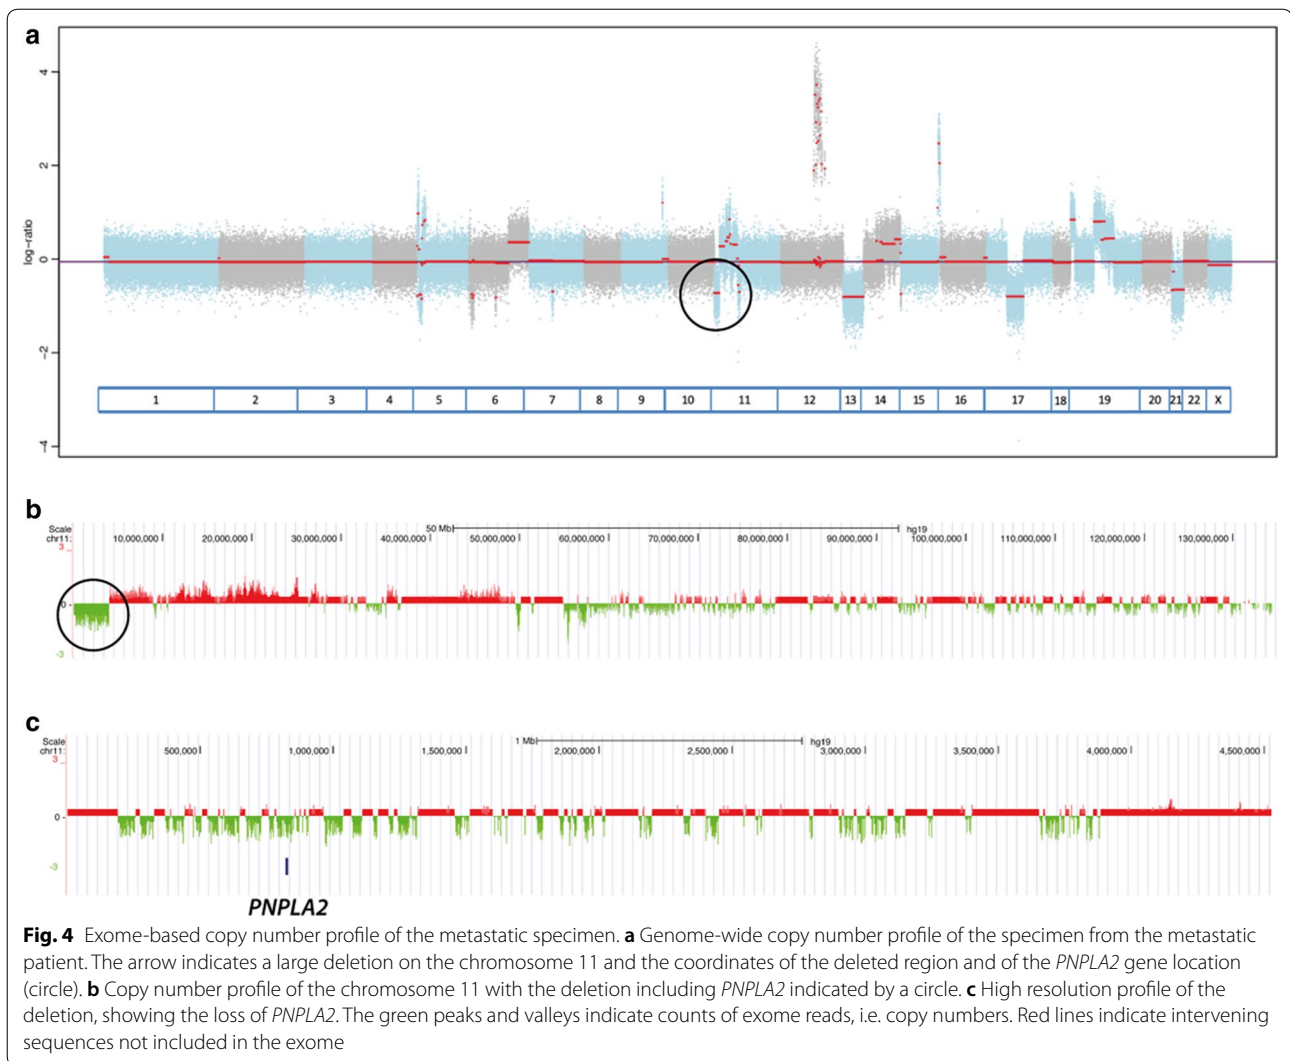 a
4
2
0
-2
-4
log-ratio
1 2 3 4 5 6 7 8 9 10 11 12 13 14 15 16 17 18 19 20 21 22 X
b
Scale 50 Mb hg19
chr11: 10,000,000 20,000,000 30,000,000 40,000,000 50,000,000 60,000,000 70,000,000 80,000,000 90,000,000 100,000,000 110,000,000 120,000,000 130,000,000
3
0
-3
c
Scale 1 Mb hg19
chr11: 500,000 1,000,000 1,500,000 2,000,000 2,500,000 3,000,000 3,500,000 4,000,000 4,500,000
3
0
-3
PNPLA2
Fig. 4 Exome-based copy number profile of the metastatic specimen. a Genome-wide copy number profile of the specimen from the metastatic
patient. The arrow indicates a large deletion on the chromosome 11 and the coordinates of the deleted region and of the PNPLA2 gene location
(circle). b Copy number profile of the chromosome 11 with the deletion including PNPLA2 indicated by a circle. c High resolution profile of the
deletion, showing the loss of PNPLA2. The green peaks and valleys indicate counts of exome reads, i.e. copy numbers. Red lines indicate intervening
sequences not included in the exome